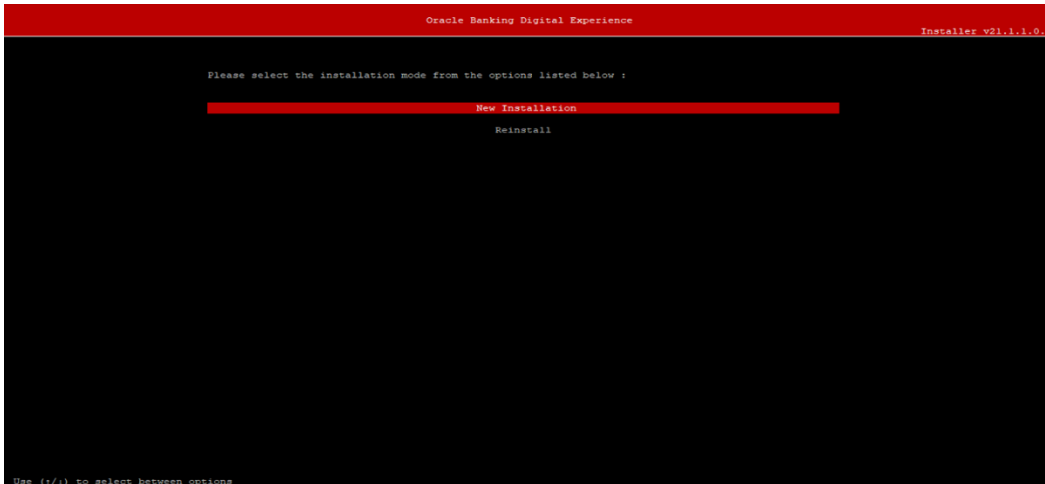 Oracle Banking Digital Experience
Installer v21.1.1.0.
Please select the installation mode from the options listed below :
New Installation
Reinstall
Use (↑/↓) to select between options